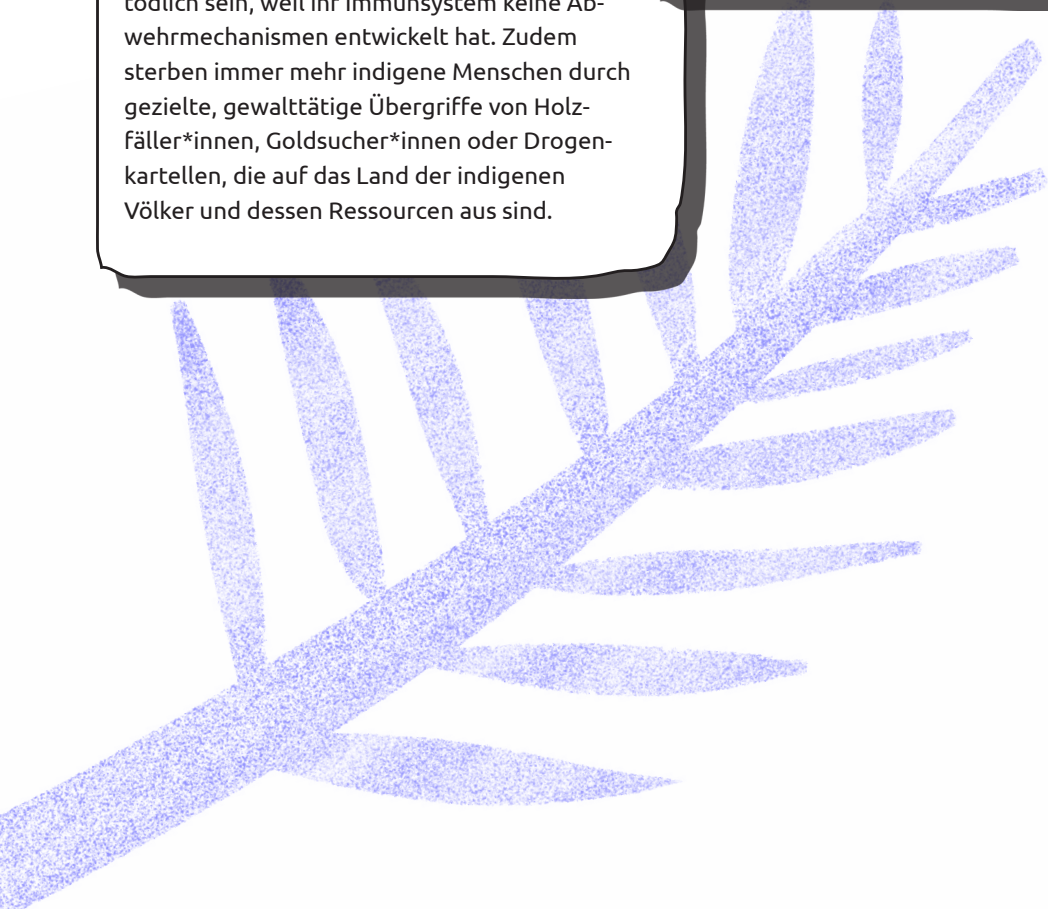 tödlich sein, weil ihr Immunsystem keine Ab-
wehrmechanismen entwickelt hat. Zudem
sterben immer mehr indigene Menschen durch
gezielte, gewalttätige Übergriffe von Holz-
fäller*innen, Goldsucher*innen oder Drogen-
kartellen, die auf das Land der indigenen
Völker und dessen Ressourcen aus sind.